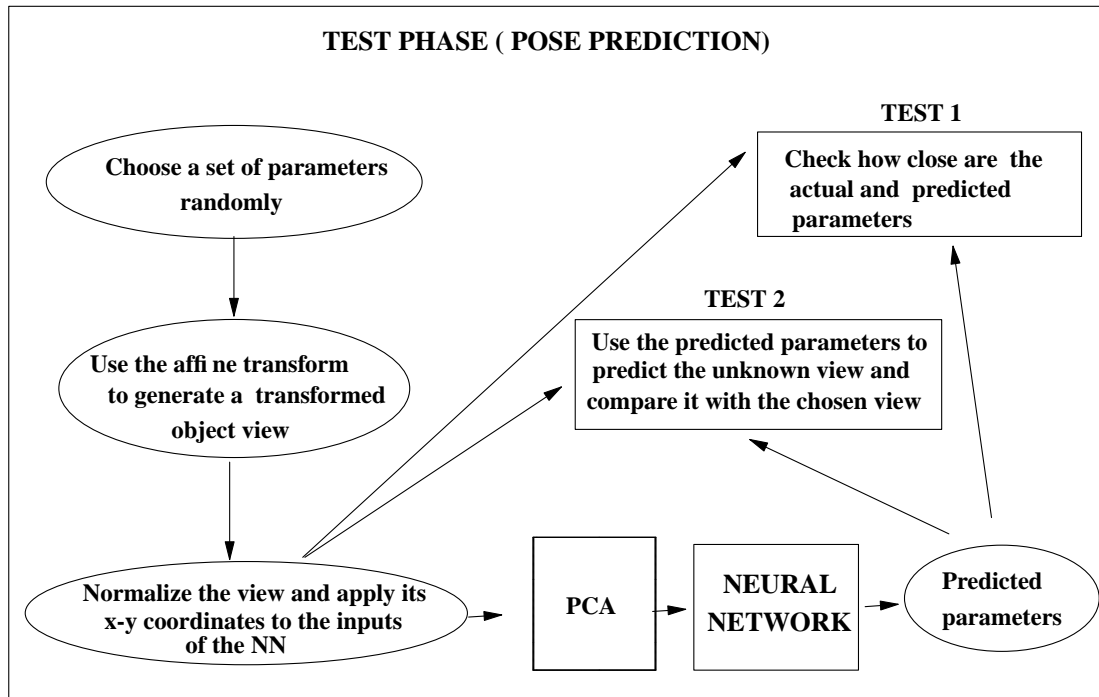 TEST PHASE ( POSE PREDICTION)
TEST 1
Choose a set of parameters
randomly
Check how close are the
actual and predicted
parameters
TEST 2
Use the affi ne transform
to generate a transformed
object view
Use the predicted parameters to
predict the unknown view and
compare it with the chosen view
Normalize the view and apply its
x-y coordinates to the inputs
of the NN
PCA
NEURAL
NETWORK
Predicted
parameters